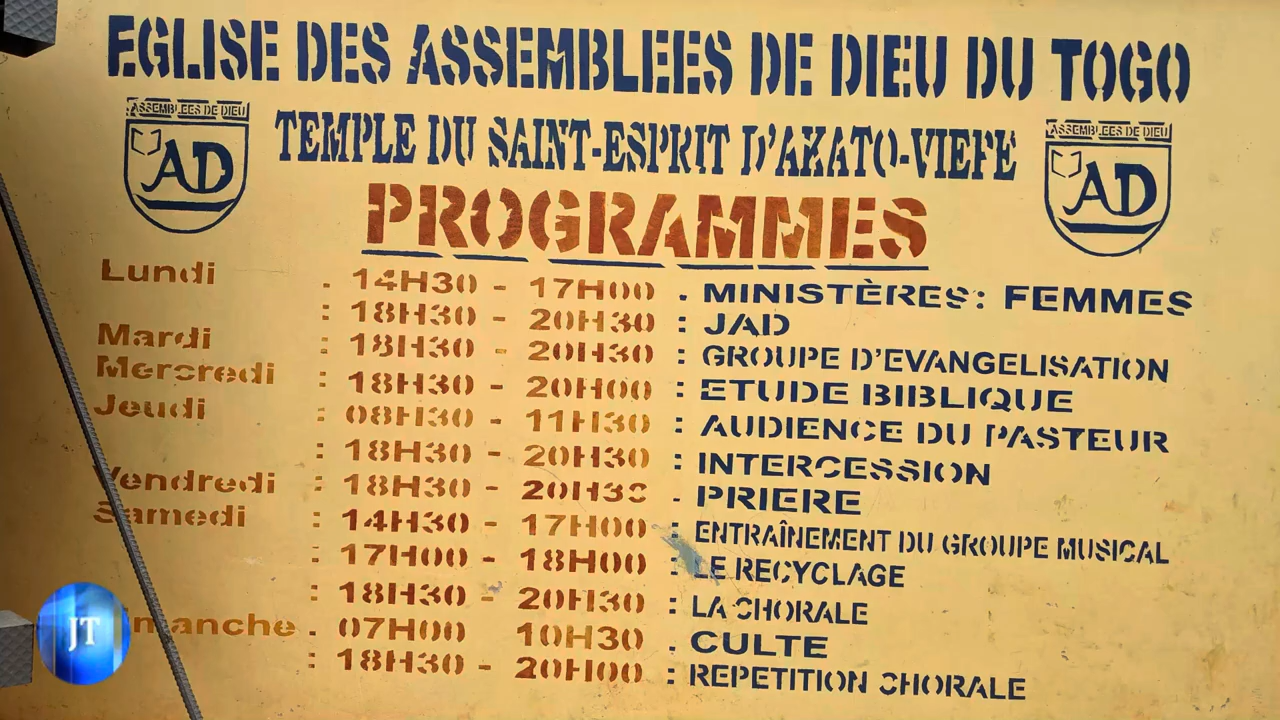 EGLISE DES ASSEMBLEES DE DIEU DU TOGO
ASSEMBLEES DE DIEU
AD
TEMPLE DU SAINT-ESPRIT D'AKATO-VIEPE
ASSEMBLEES DE DIEU
AD
PROGRAMMES
Lundi : 14H30 - 17H00 : MINISTÈRES: FEMMES
: 18H30 - 20H30 : JAD
Mardi : 18H30 - 20H30 : GROUPE D'EVANGELISATION
Mercredi : 18H30 - 20H00 : ETUDE BIBLIQUE
Jeudi : 08H30 - 11H30 : AUDIENCE DU PASTEUR
: 18H30 - 20H30 : INTERCESSION
Vendredi : 18H30 - 20H30 : PRIERE
Samedi : 14H30 - 17H00 : ENTRAÎNEMENT DU GROUPE MUSICAL
: 17H00 - 18H00 : LE RECYCLAGE
: 18H30 - 20H30 : LA CHORALE
Dimanche : 07H00 10H30 : CULTE
: 18H30 - 20H00 : REPETITION CHORALE
JT